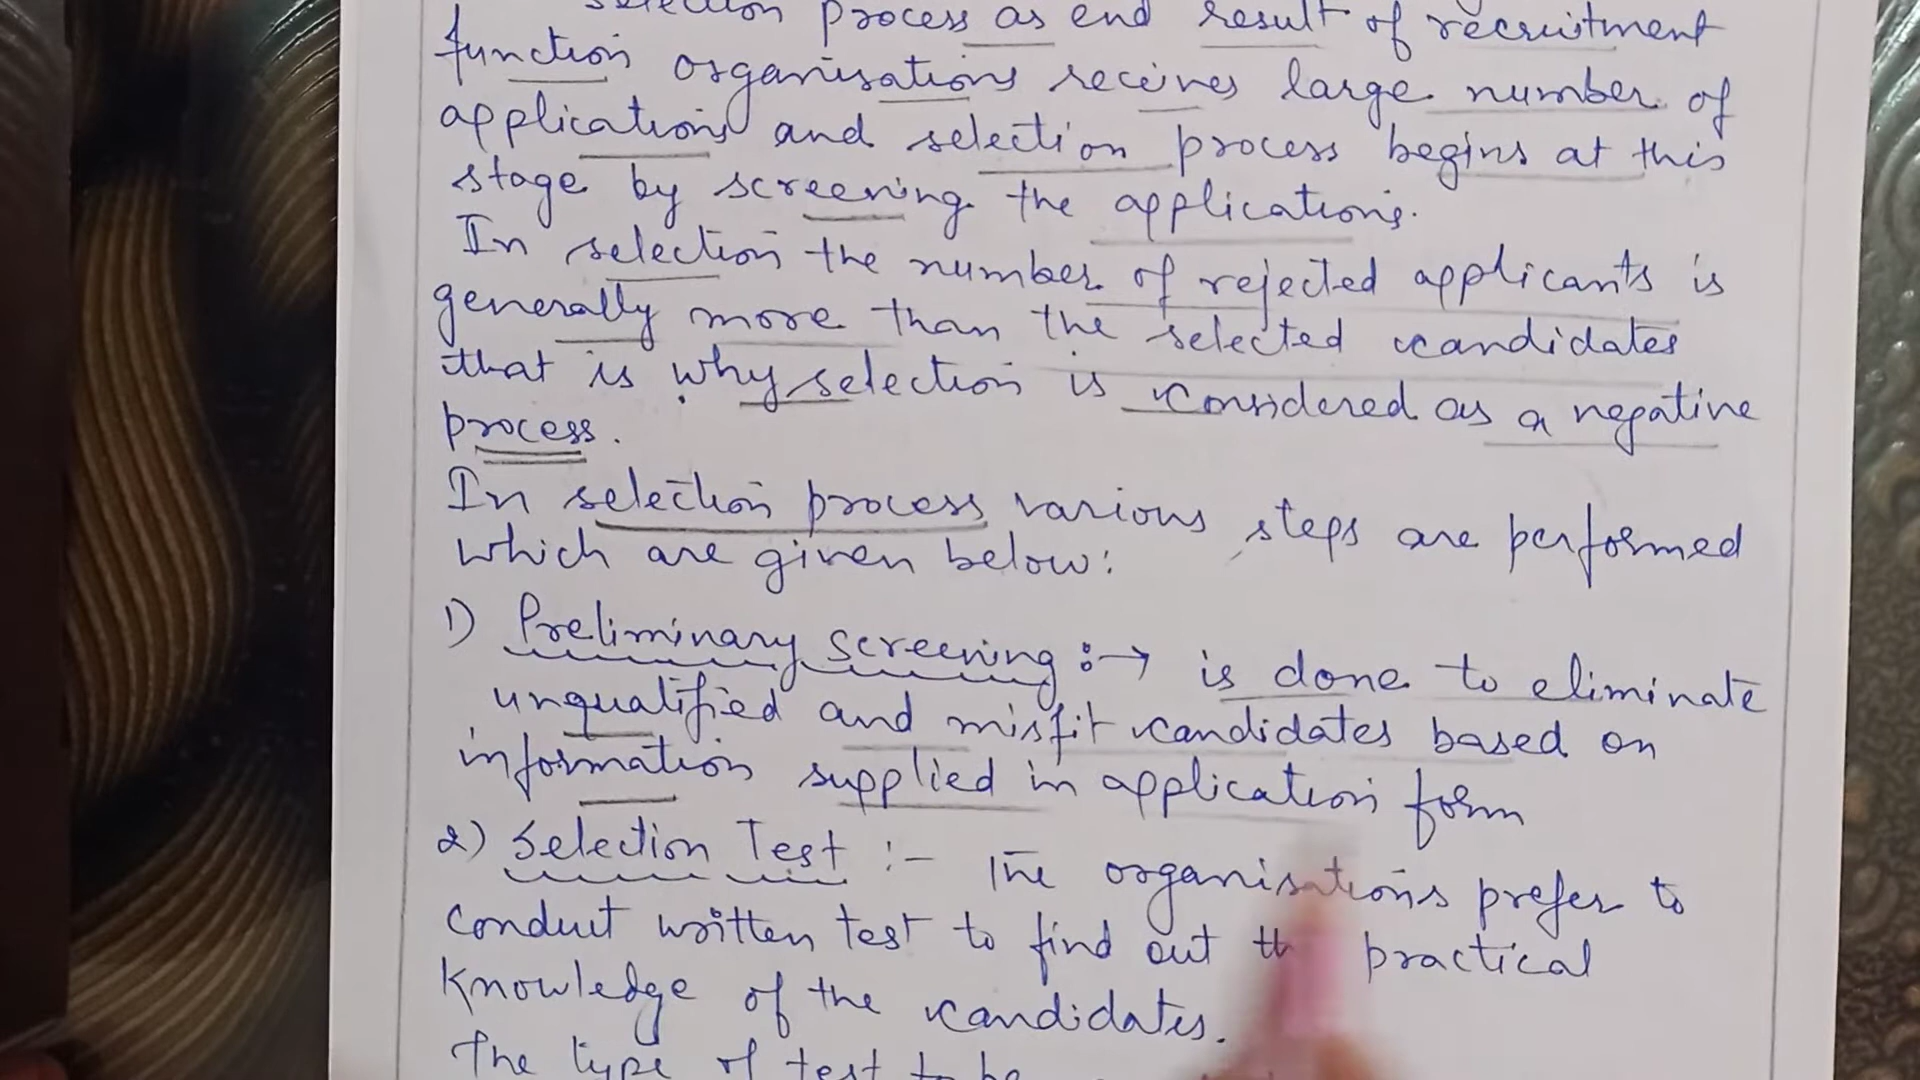 selection process as end result of recruitment
function organisations receives large number of
applications and selection process begins at this
stage by screening the applications.
In selection the number of rejected applicants is
generally more than the selected candidates
that is why selection is considered as a negative
process.
In selection process various steps are performed
which are given below:
1) Preliminary screening :→ is done to eliminate
unqualified and misfit candidates based on
information supplied in application form
2) Selection Test :- The organisations prefer to
conduct written test to find out th practical
knowledge of the candidates.
The type of test to be